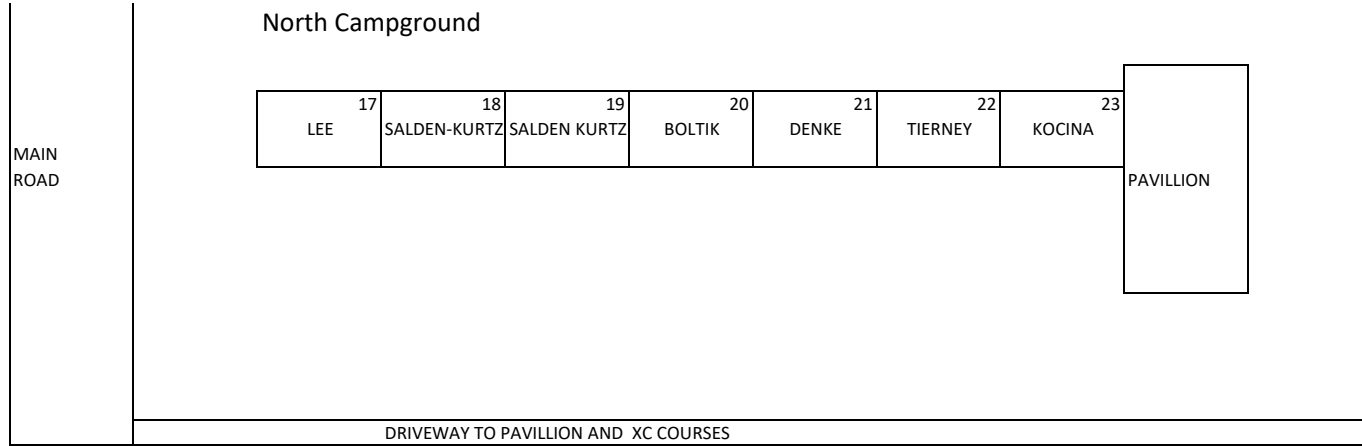 North Campground
17 18 19 20 21 22 23
LEE SALDEN-KURTZ SALDEN KURTZ BOLTIK DENKE TIERNEY KOCINA
MAIN
ROAD
PAVILLION
DRIVEWAY TO PAVILLION AND XC COURSES